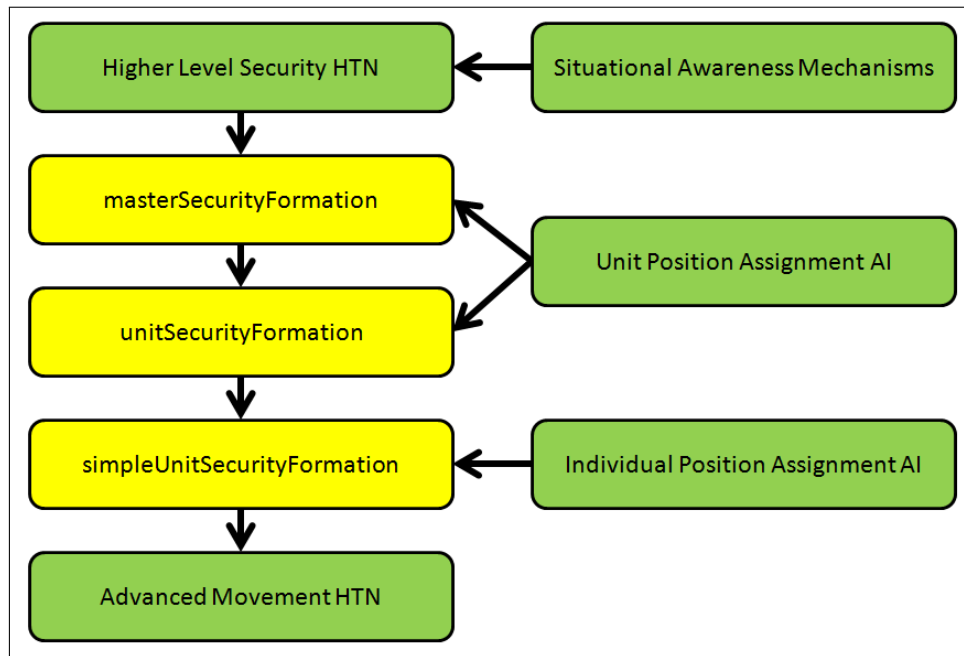 Higher Level Security HTN
Situational Awareness Mechanisms
masterSecurityFormation
Unit Position Assignment AI
unitSecurityFormation
simpleUnitSecurityFormation
Individual Position Assignment AI
Advanced Movement HTN